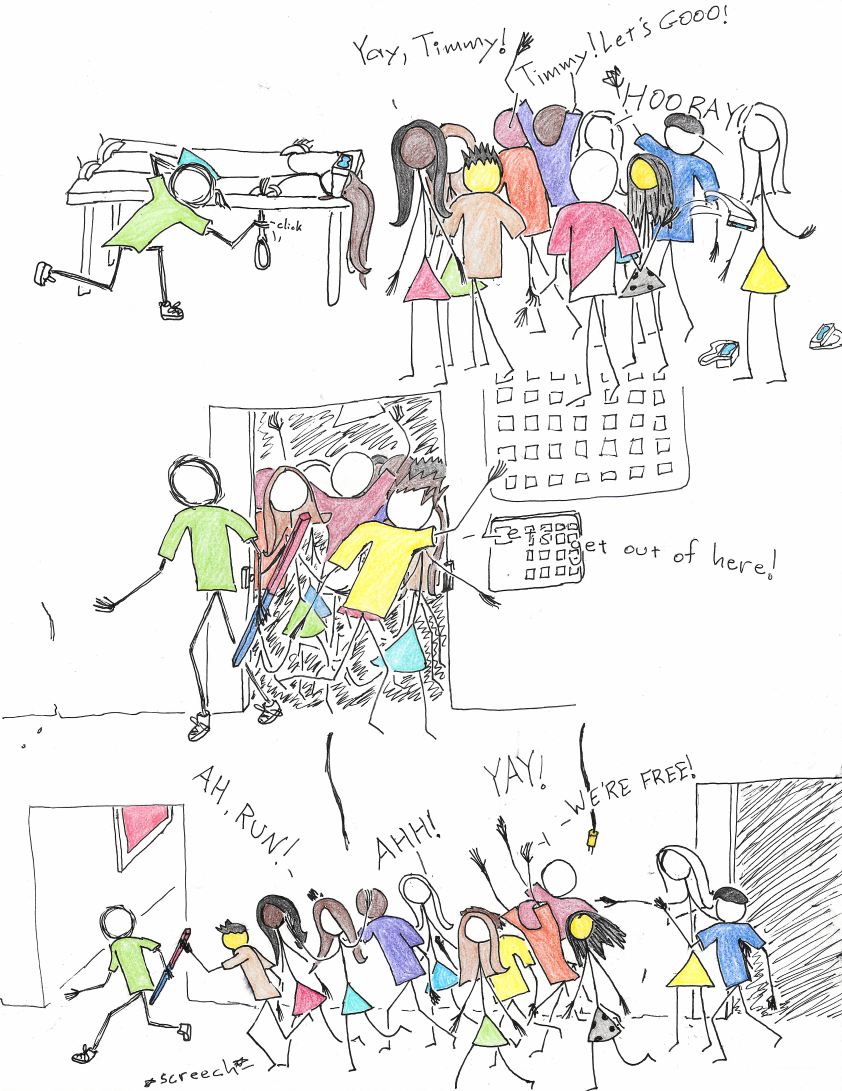 Yay, Timmy!
Timmy! Let's GOOO!
HOORAY!
click
Let's get out of here!
AH, RUN!
AHH!
YAY!
WE'RE FREE!
*screech*